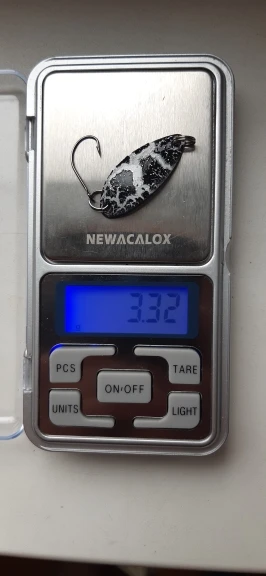 NEWACALOX
3.32
PCS
TARE
ON·OFF
UNITS
LIGHT